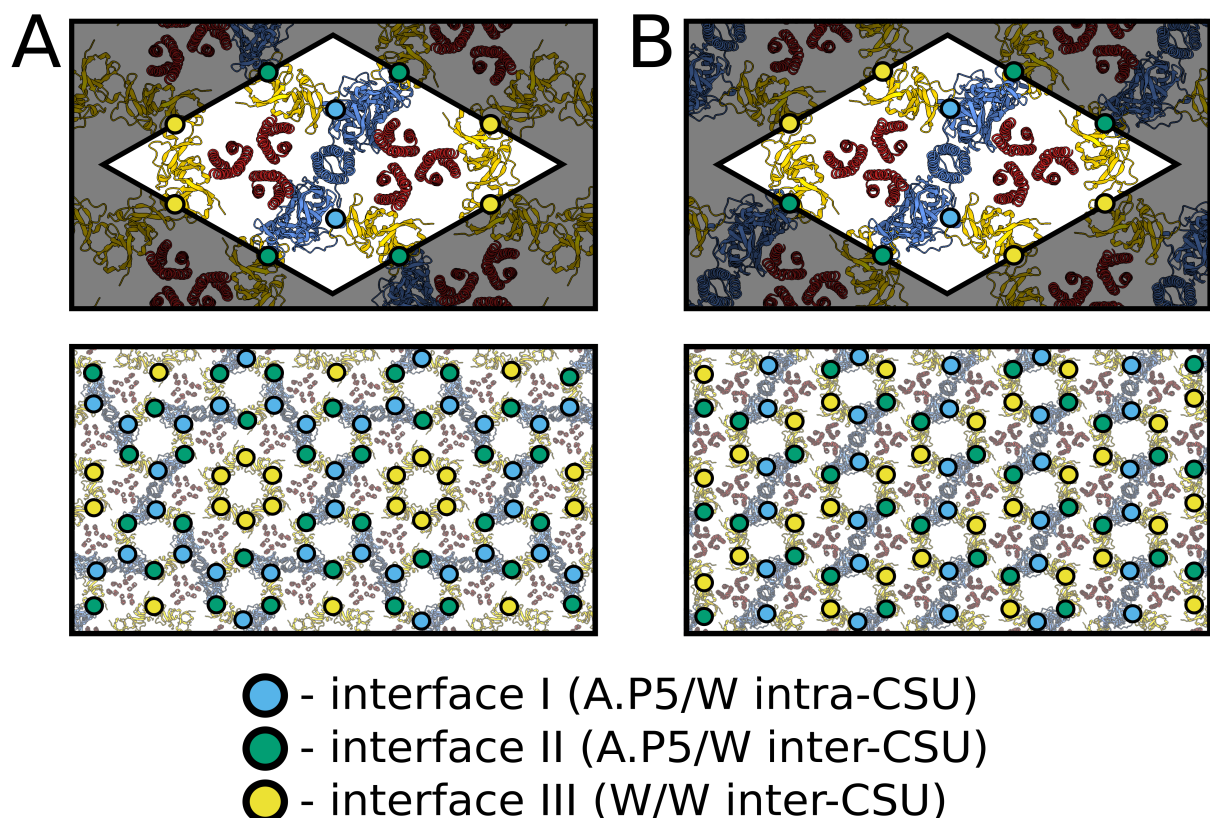 A
B
- interface I (A.P5/W intra-CSU)
- interface II (A.P5/W inter-CSU)
- interface III (W/W inter-CSU)